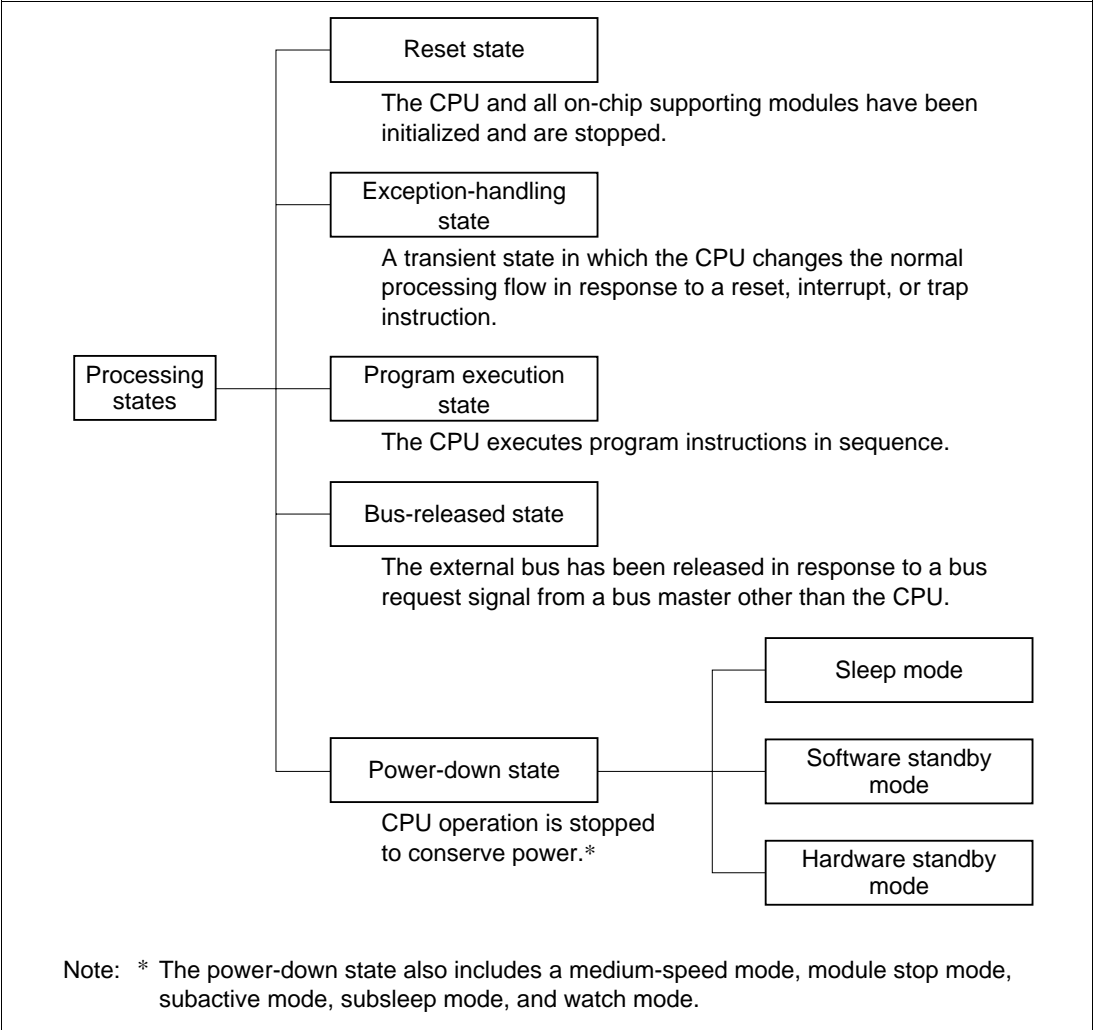 Reset state
The CPU and all on-chip supporting modules have been
initialized and are stopped.
Exception-handling
state
A transient state in which the CPU changes the normal
processing flow in response to a reset, interrupt, or trap
instruction.
Processing
states
Program execution
state
The CPU executes program instructions in sequence.
Bus-released state
The external bus has been released in response to a bus
request signal from a bus master other than the CPU.
Power-down state
CPU operation is stopped
to conserve power.*
Sleep mode
Software standby
mode
Hardware standby
mode
Note: * The power-down state also includes a medium-speed mode, module stop mode,
subactive mode, subsleep mode, and watch mode.